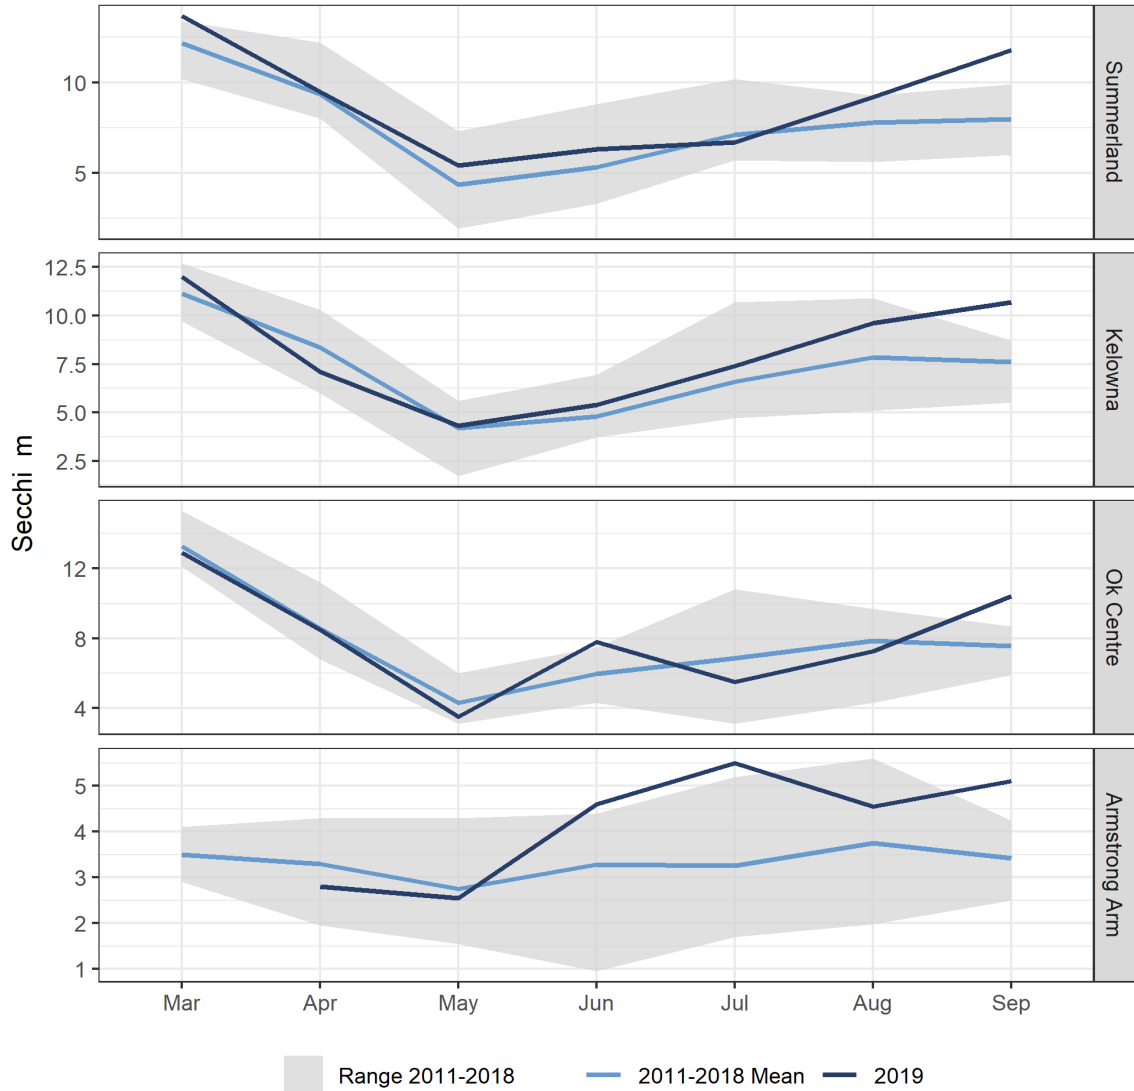 Secchi m
10
5
Summerland
12.5
10.0
7.5
5.0
2.5
Kelowna
12
8
4
Ok Centre
5
4
3
2
1
Armstrong Arm
Mar Apr May Jun Jul Aug Sep
Range 2011-2018 2011-2018 Mean 2019